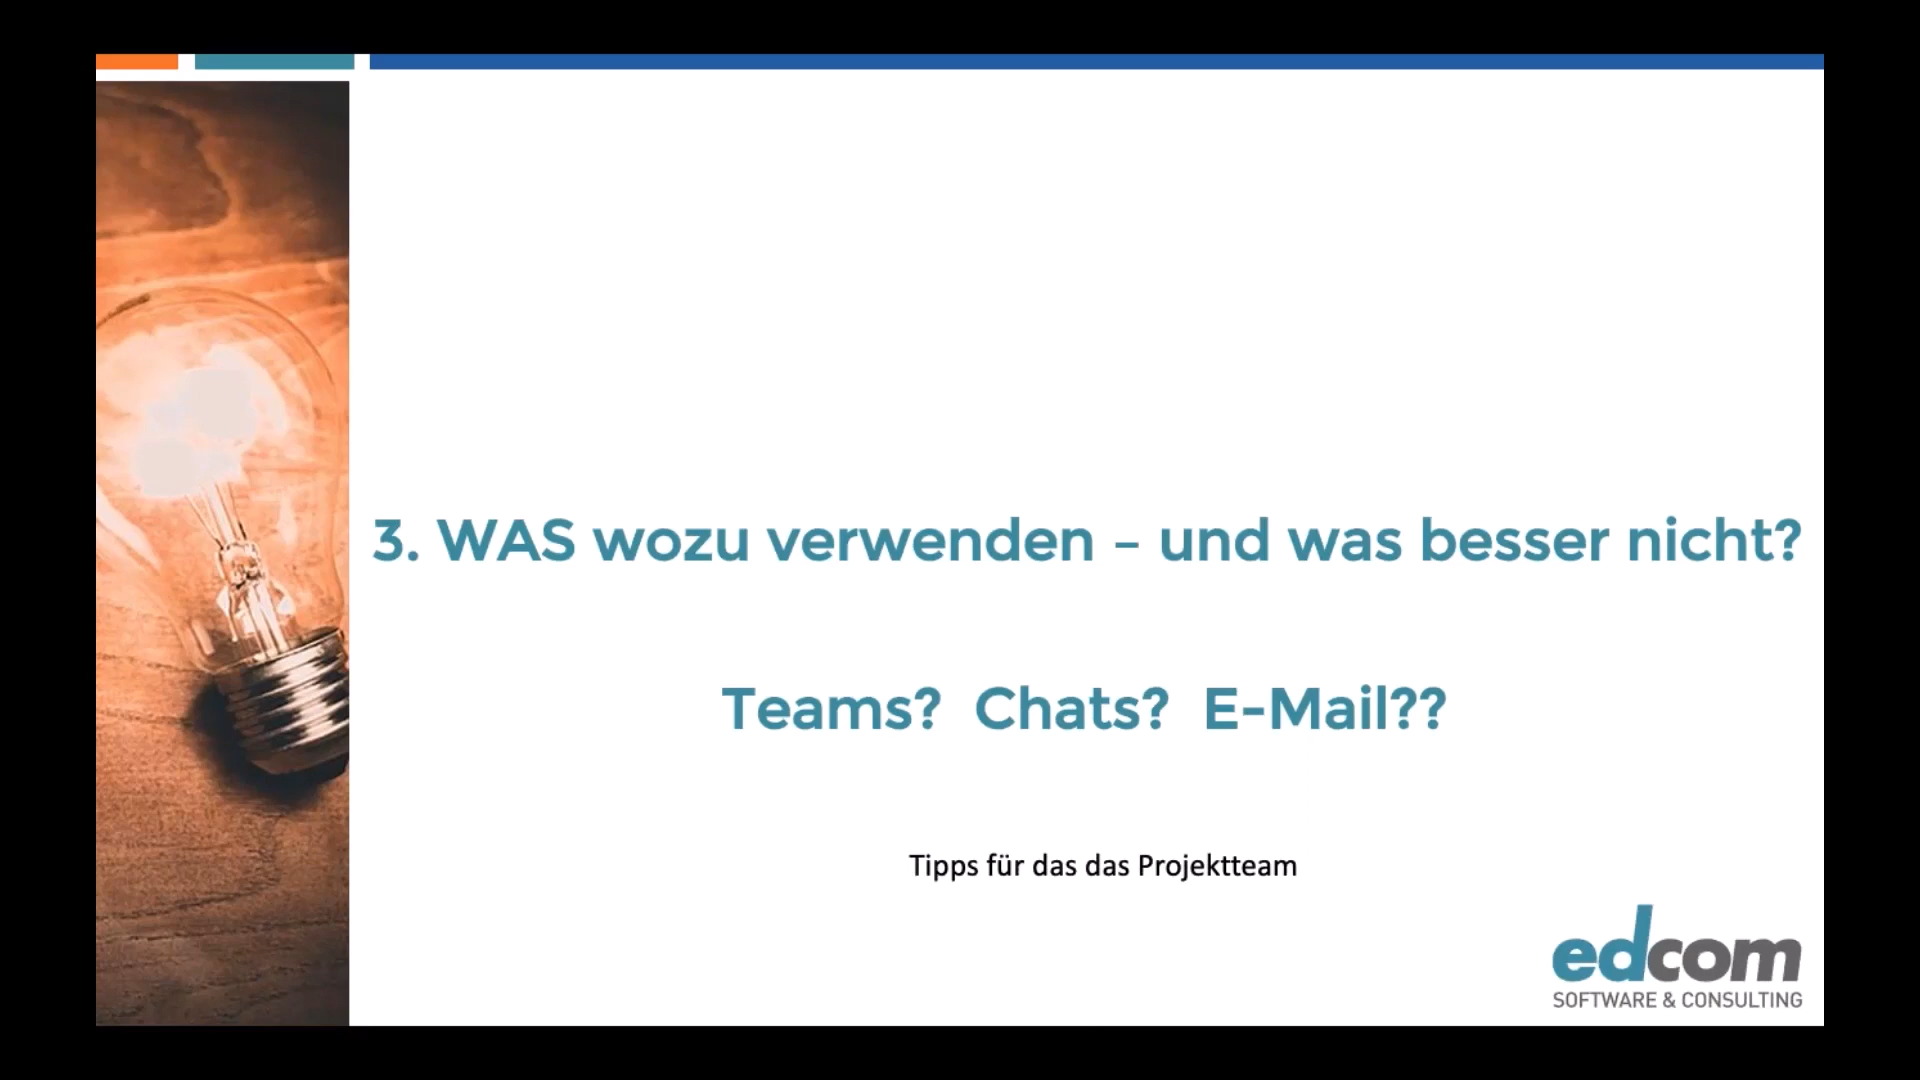 3. WAS wozu verwenden – und was besser nicht?
Teams? Chats? E-Mail??
Tipps für das das Projektteam
edcom
SOFTWARE & CONSULTING